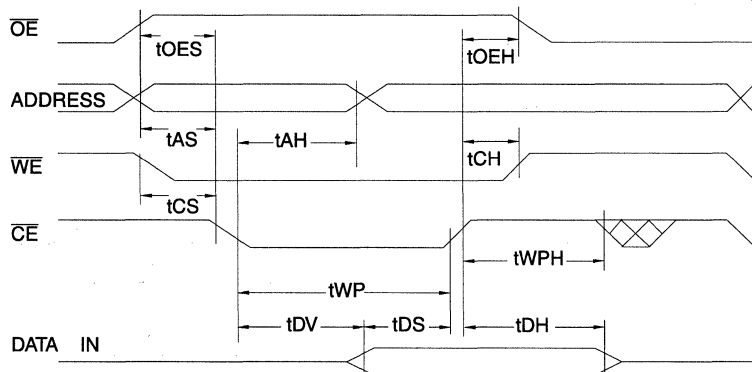 OE
tOES
tOEH
ADDRESS
tAS
tAH
tCH
WE
tCS
CE
tWPH
tWP
tDV
tDS
tDH
DATA IN